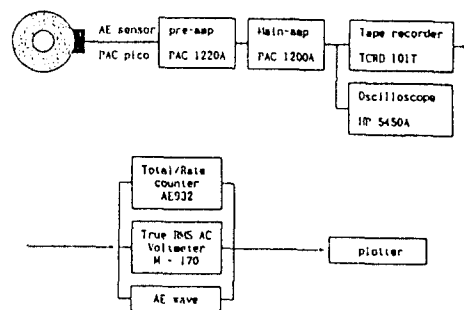 AE sensor
PAC pico
pre-amp
PAC 1220A
Main-amp
PAC 1200A
Tape recorder
TCRD 101T
Oscilloscope
HP 5450A
Total/Rate
counter
AE932
True RMS AC
Voltmeter
M - 170
AE wave
plotter